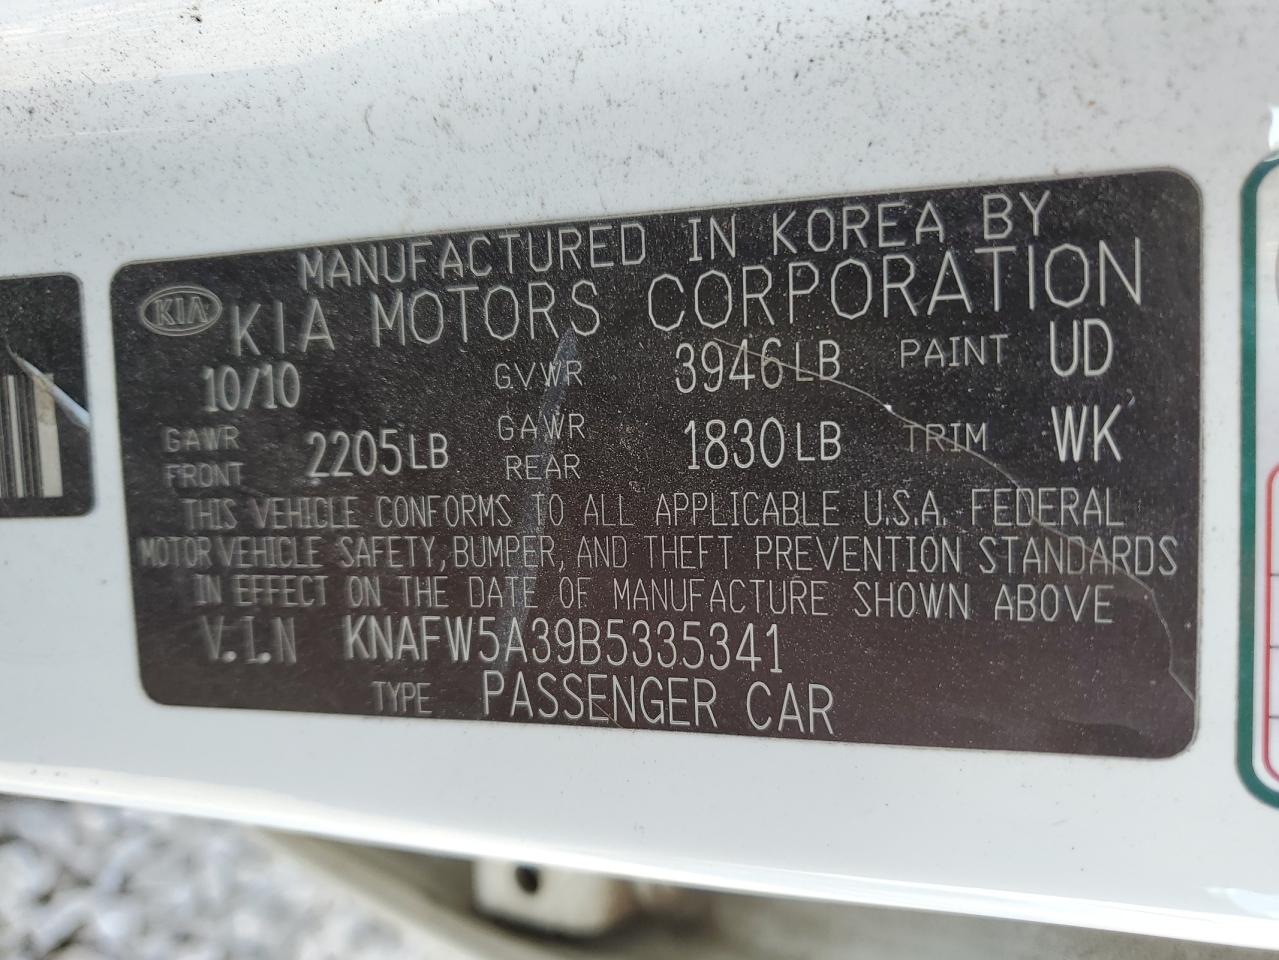 MANUFACTURED IN KOREA BY
KIA KIA MOTORS CORPORATION
10/10 GVWR 3946LB PAINT UD
GAWR FRONT 2205LB GAWR REAR 1830LB TRIM WK
THIS VEHICLE CONFORMS TO ALL APPLICABLE U.S.A. FEDERAL
MOTOR VEHICLE SAFETY, BUMPER, AND THEFT PREVENTION STANDARDS
IN EFFECT ON THE DATE OF MANUFACTURE SHOWN ABOVE
V.I.N KNAFW5A39B5335341
TYPE PASSENGER CAR